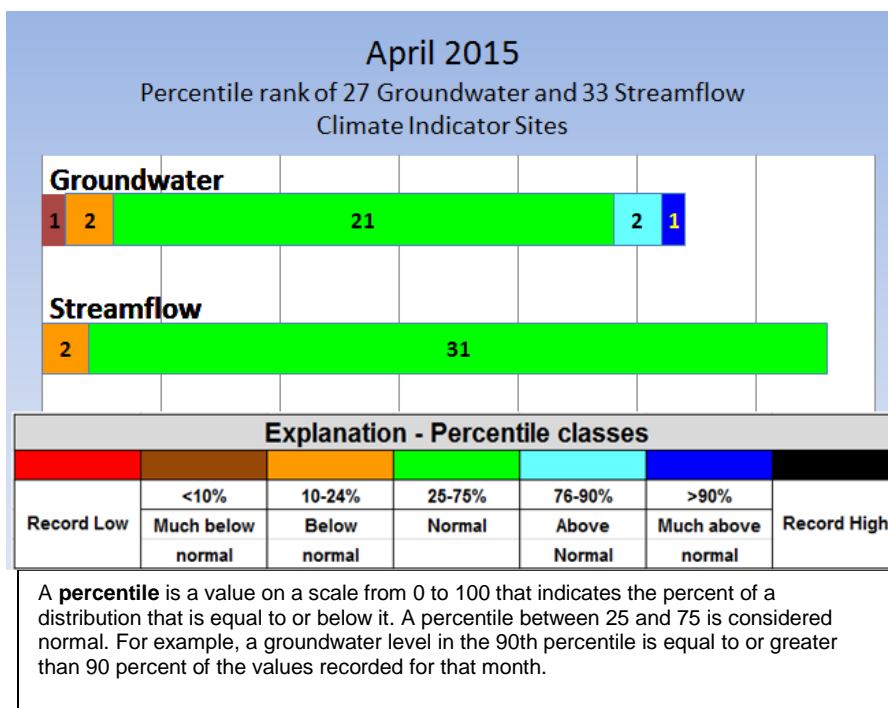 April 2015
Percentile rank of 27 Groundwater and 33 Streamflow
Climate Indicator Sites
Groundwater
1 2 21 2 1
Streamflow
2 31
Explanation - Percentile classes
<10% 10-24% 25-75% 76-90% >90%
Record Low Much below Below Normal Above Much above Record High
normal normal Normal normal
A percentile is a value on a scale from 0 to 100 that indicates the percent of a
distribution that is equal to or below it. A percentile between 25 and 75 is considered
normal. For example, a groundwater level in the 90th percentile is equal to or greater
than 90 percent of the values recorded for that month.